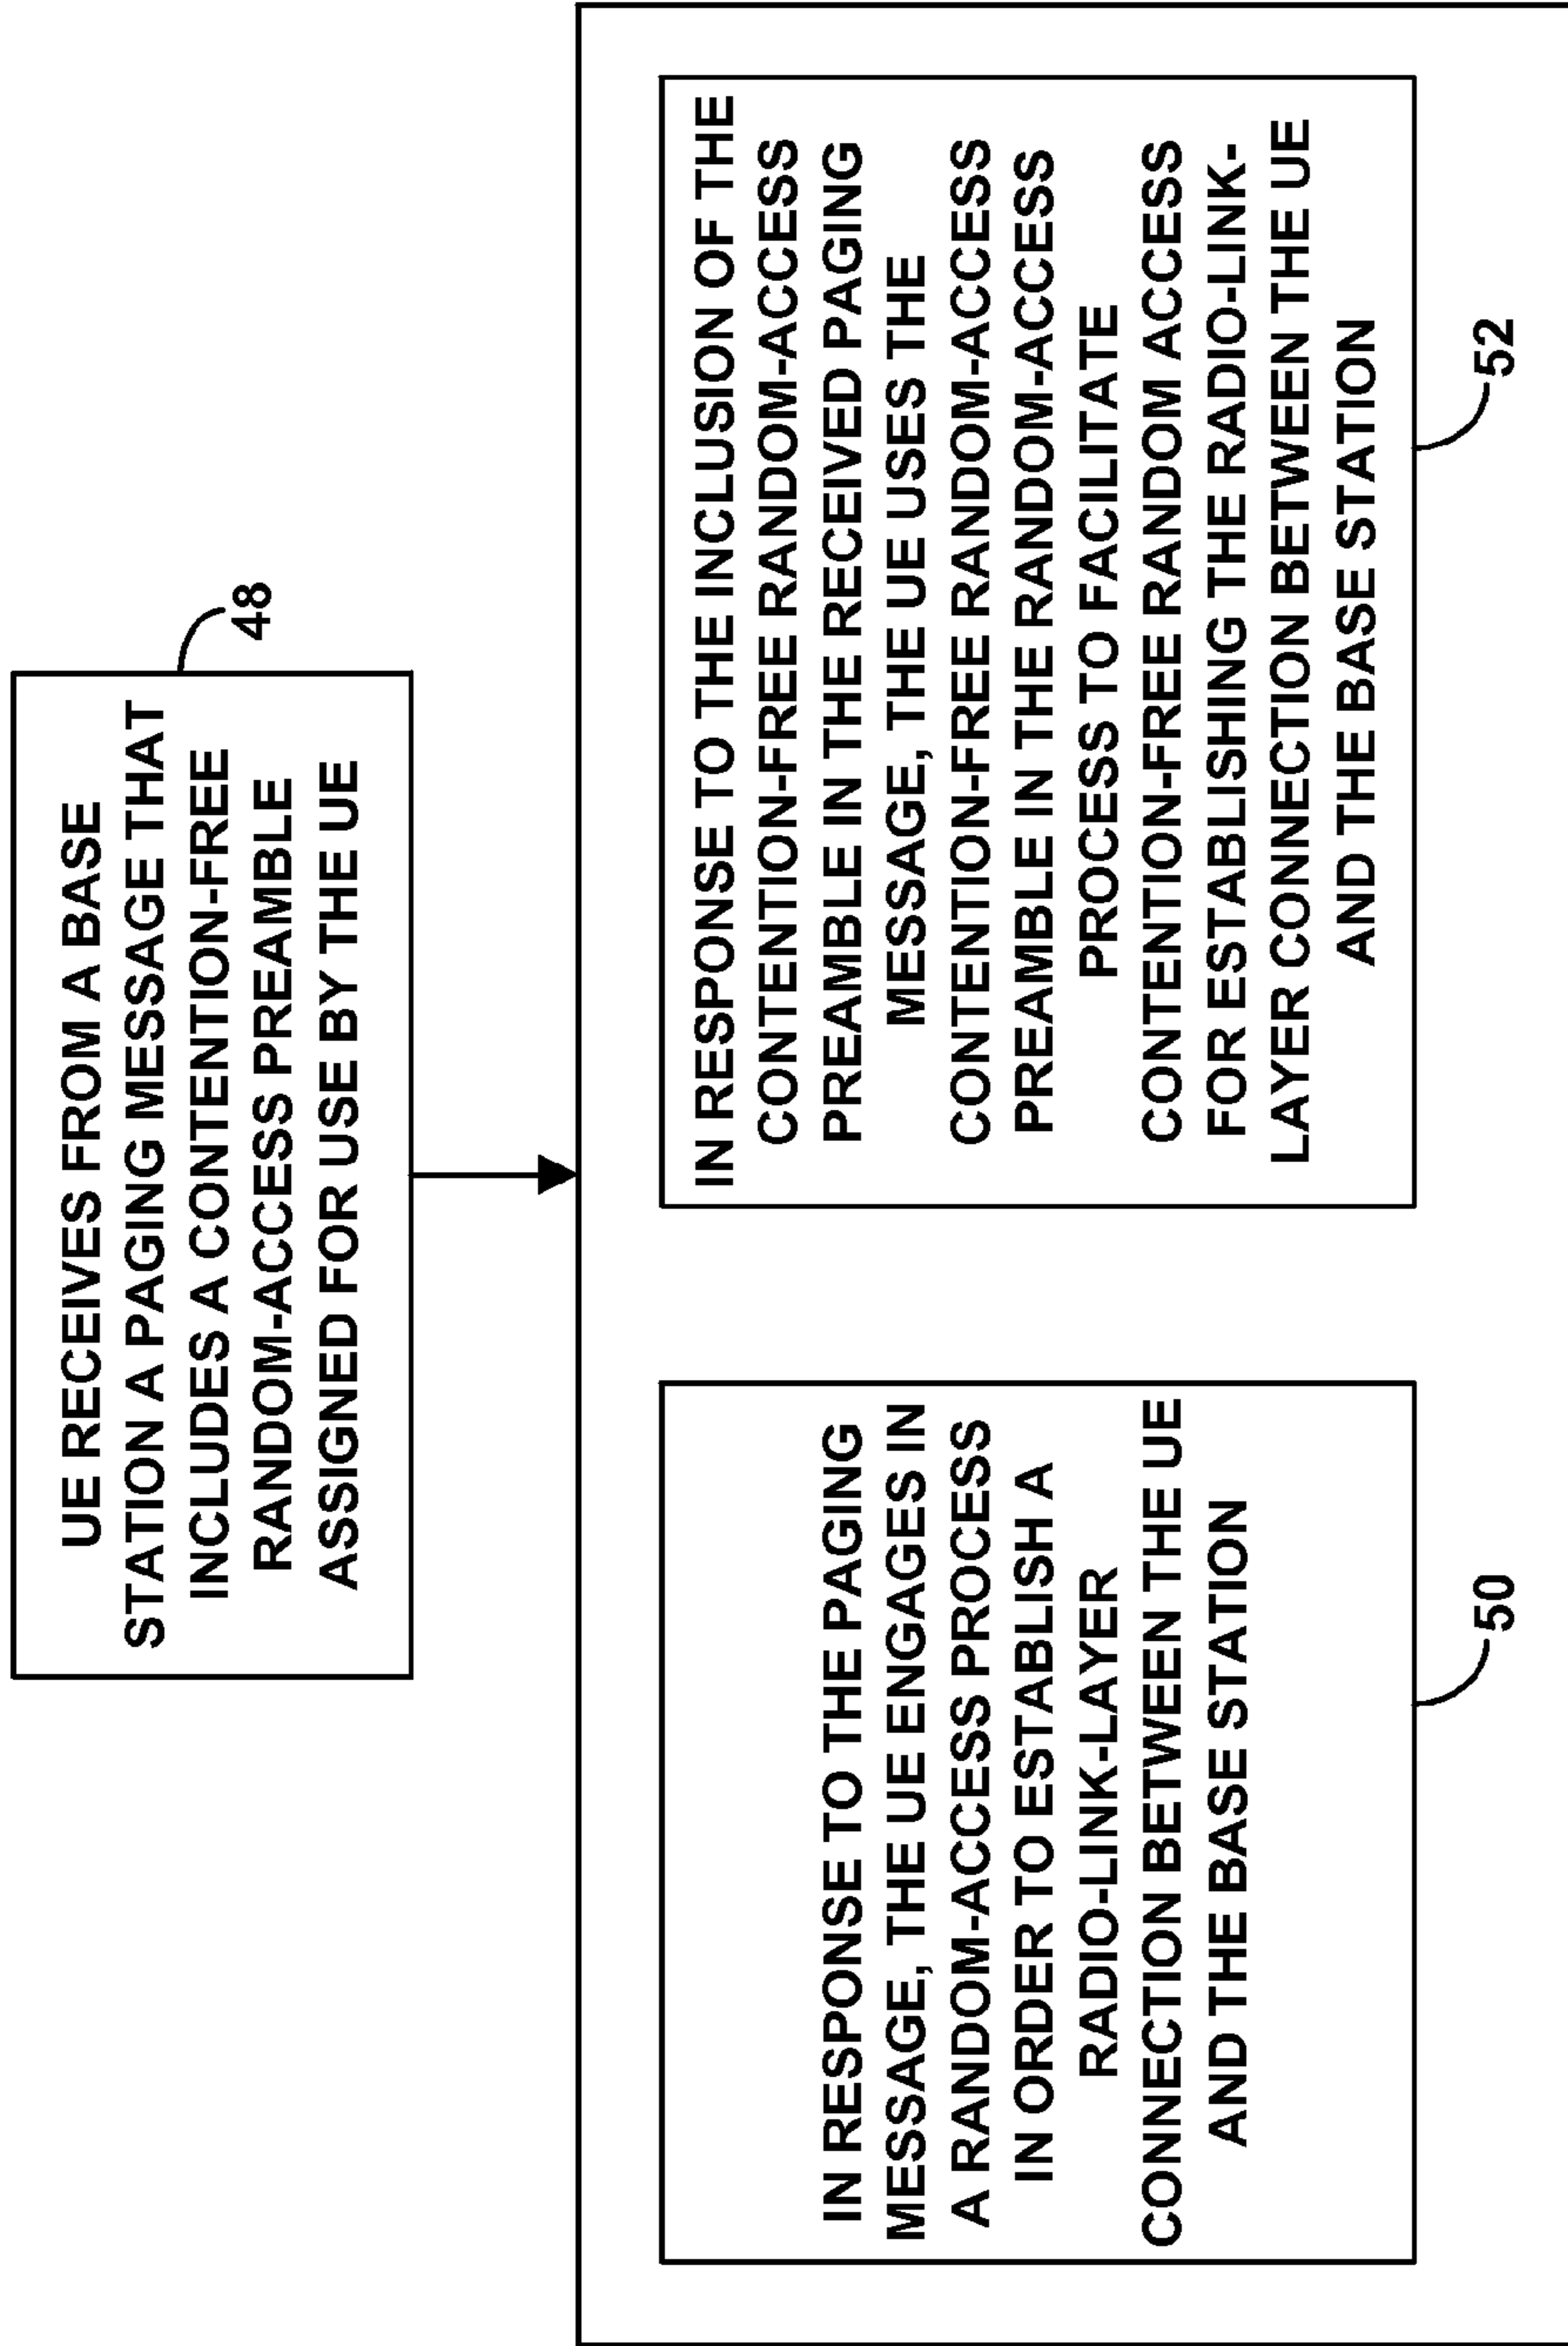 UE RECEIVES FROM A BASE
STATION A PAGING MESSAGE THAT
INCLUDES A CONTENTION-FREE
RANDOM-ACCESS PREAMBLE
ASSIGNED FOR USE BY THE UE
48
IN RESPONSE TO THE PAGING
MESSAGE, THE UE ENGAGES IN
A RANDOM-ACCESS PROCESS
IN ORDER TO ESTABLISH A
RADIO-LINK-LAYER
CONNECTION BETWEEN THE UE
AND THE BASE STATION
50
IN RESPONSE TO THE INCLUSION OF THE
CONTENTION-FREE RANDOM-ACCESS
PREAMBLE IN THE RECEIVED PAGING
MESSAGE, THE UE USES THE
CONTENTION-FREE RANDOM-ACCESS
PREAMBLE IN THE RANDOM-ACCESS
PROCESS TO FACILITATE
CONTENTION-FREE RANDOM ACCESS
FOR ESTABLISHING THE RADIO-LINK-
LAYER CONNECTION BETWEEN THE UE
AND THE BASE STATION
52